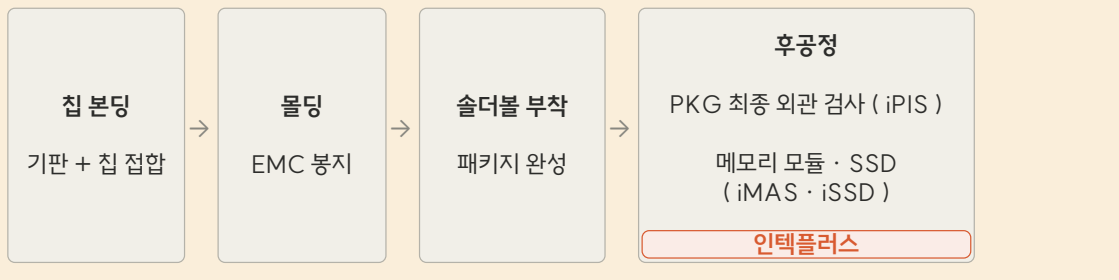 칩 본딩
기판 + 칩 접합
몰딩
EMC 봉지
솔더볼 부착
패키지 완성
후공정
PKG 최종 외관 검사 ( iPIS )
메모리 모듈 · SSD
( iMAS · iSSD )
인텍플러스